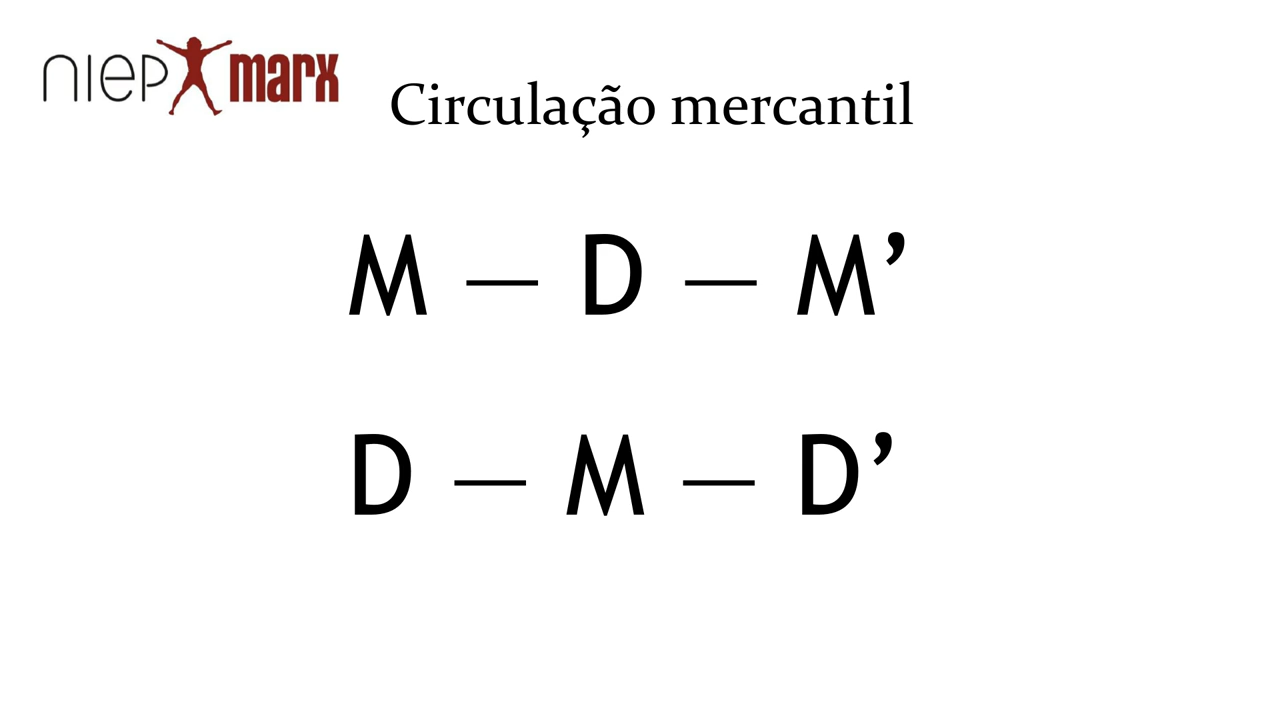 NIEP marx
Circulação mercantil
M – D – M’
D – M – D’